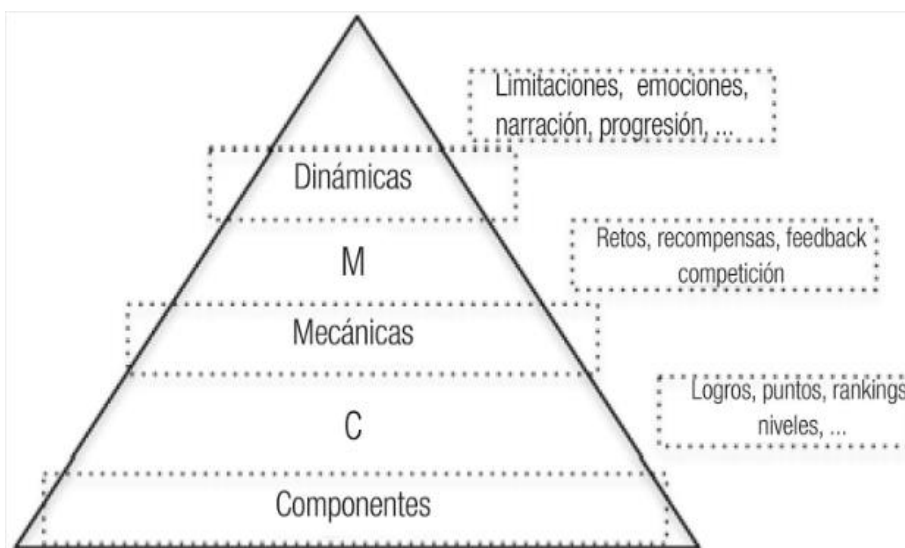 Limitaciones, emociones,
narración, progresión, ...
Dinámicas
Retos, recompensas, feedback
competición
M
Mecánicas
Logros, puntos, rankings
niveles, ...
C
Componentes